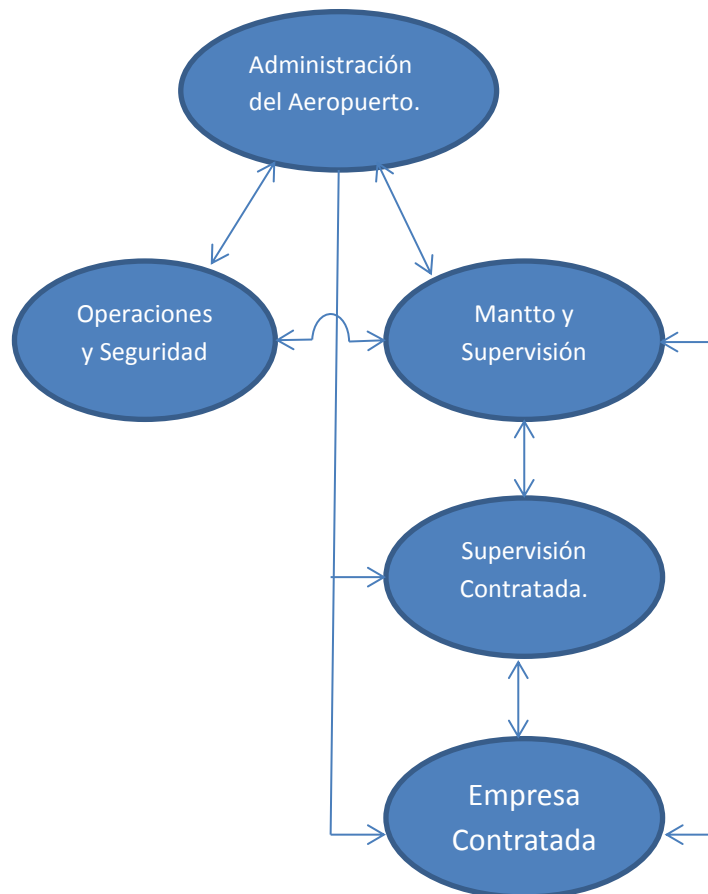 Administración
del Aeropuerto.
Operaciones
y Seguridad
Mantto y
Supervisión
Supervisión
Contratada.
Empresa
Contratada